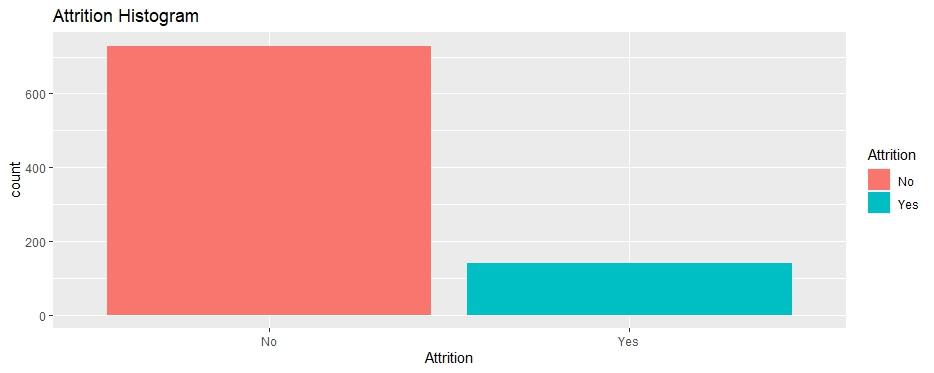 Attrition Histogram
600
400
200
0
count
No
Yes
Attrition
Attrition
No
Yes